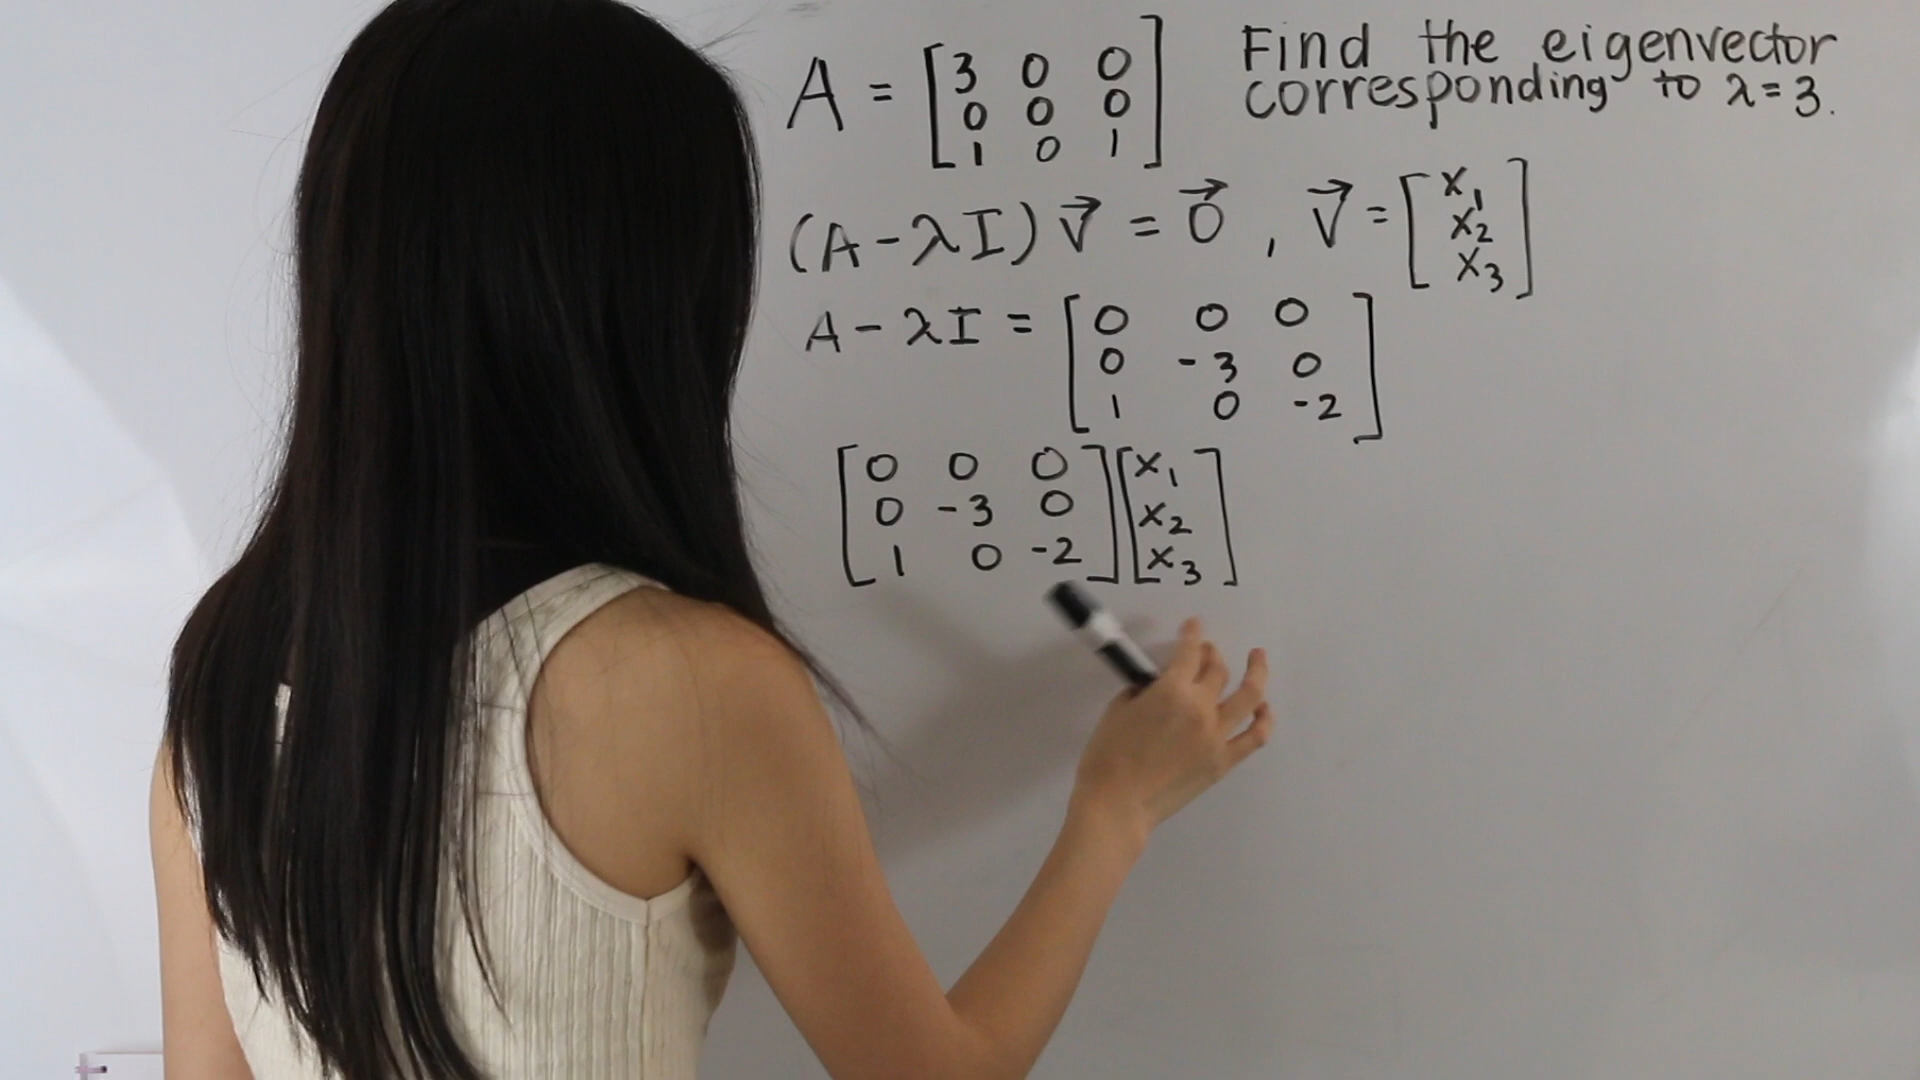 A = [3 0 0 Find the eigenvector
0 0 0 corresponding to λ = 3.
1 0 1]
(A - λI) v⃗ = 0⃗ , v⃗ = [x₁
x₂
x₃]
A - λI = [0 0 0
0 -3 0
1 0 -2]
[0 0 0] [x₁
0 -3 0 x₂
1 0 -2] x₃]